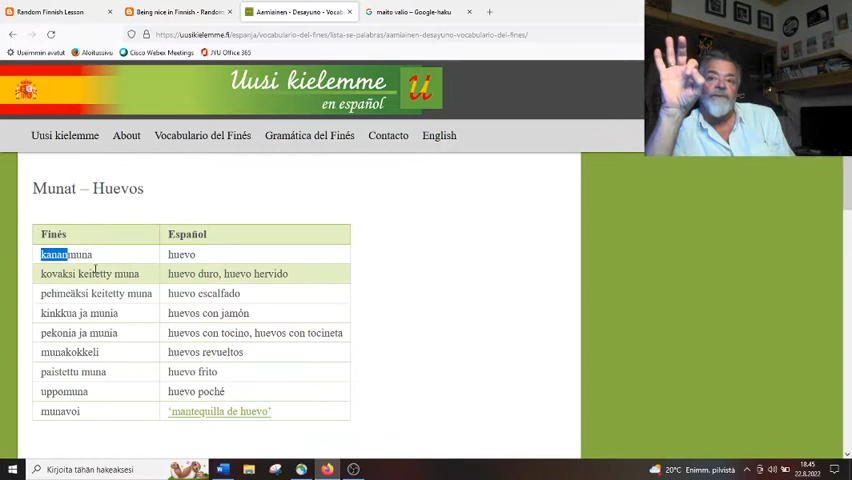 Random Finnish Lesson
Being nice in Finnish - Random
Aamiainen - Desayuno - Vocab
maito valio – Google-haku
https://uusikielemme.fi/espanja/vocabulario-del-fines/lista-se-palabras/aamiainen-desayuno-vocabulario-del-fines/
Useimmin avatut
Aloitussivu
Cisco Webex Meetings
JYU Office 365
Uusi kielemme
en español
u
Uusi kielemme
About
Vocabulario del Finés
Gramática del Finés
Contacto
English
Munat – Huevos
Finés Español
kananmuna huevo
kovaksi keitetty muna huevo duro, huevo hervido
pehmeäksi keitetty muna huevo escalfado
kinkkua ja munia huevos con jamón
pekonia ja munia huevos con tocino, huevos con tocineta
munakokkeli huevos revueltos
paistettu muna huevo frito
uppomuna huevo poché
munavoi ‘mantequilla de huevo’
Kirjoita tähän hakeaksesi
20°C Enimm. pilvistä
18.45
22.8.2022